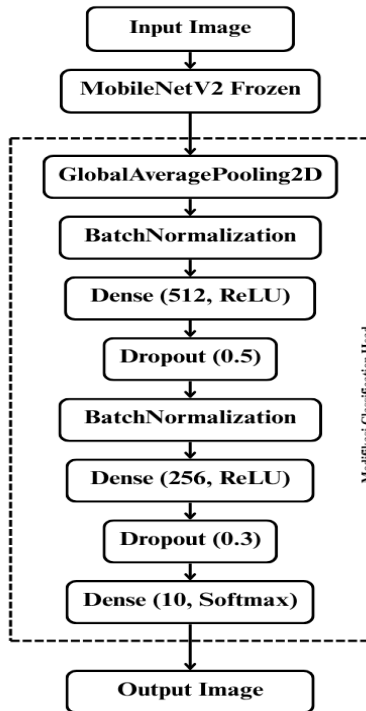 Input Image
MobileNetV2 Frozen
GlobalAveragePooling2D
BatchNormalization
Dense (512, ReLU)
Dropout (0.5)
BatchNormalization
Dense (256, ReLU)
Dropout (0.3)
Dense (10, Softmax)
Output Image